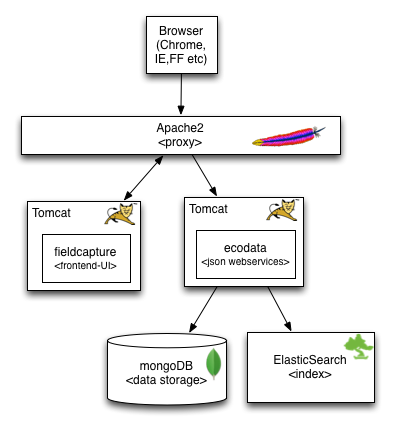 Browser
(Chrome,
IE,FF etc)
Apache2
<proxy>
Tomcat
fieldcapture
<frontend-UI>
Tomcat
ecodata
<json webservices>
mongoDB
<data storage>
ElasticSearch
<index>